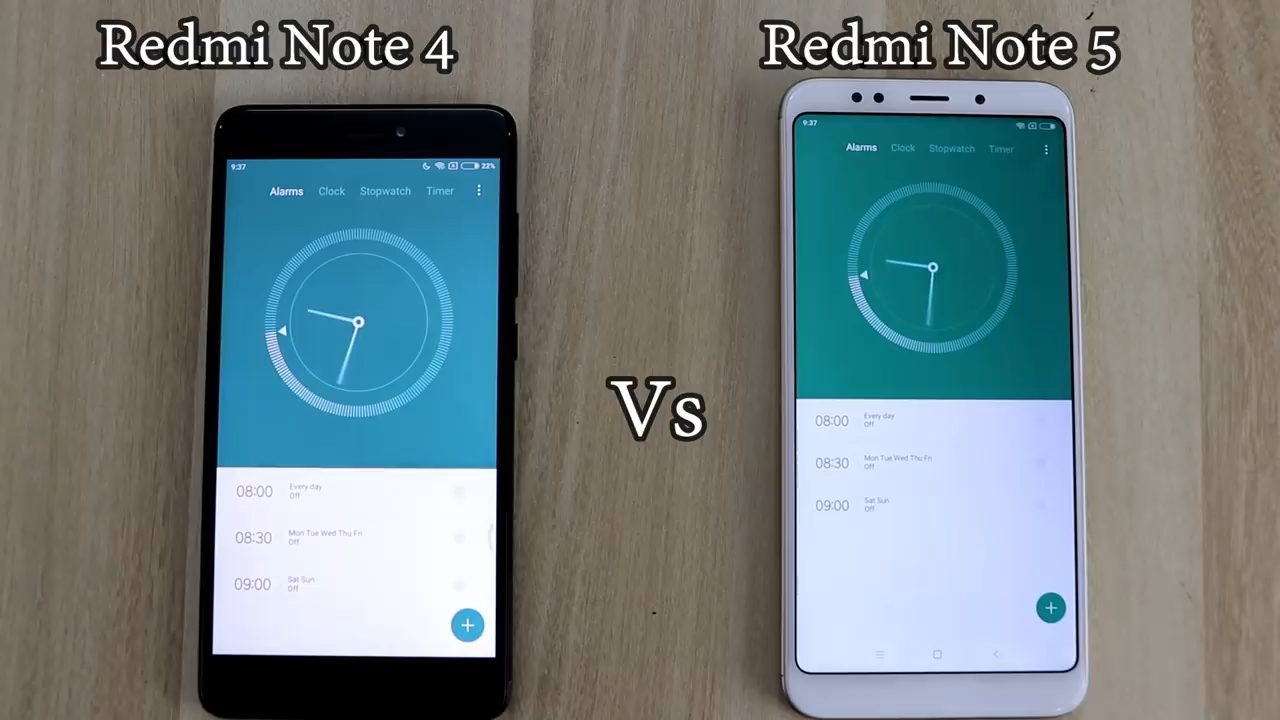 Redmi Note 4
Redmi Note 5
9:37
22%
Alarms Clock Stopwatch Timer
08:00 Every day
Off
08:30 Mon Tue Wed Thu Fri
Off
09:00 Sat Sun
Off
+
Vs
9:37
Alarms Clock Stopwatch Timer
08:00 Every day
Off
08:30 Mon Tue Wed Thu Fri
Off
09:00 Sat Sun
Off
+